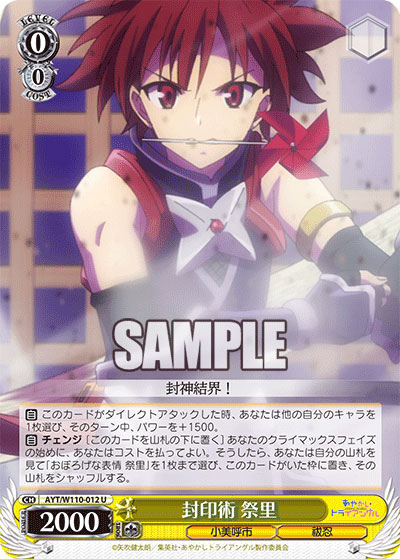 LEVEL
0
0
COST
SAMPLE
封神結界！
自 このカードがダイレクトアタックした時、あなたは他の自分のキャラを
1枚選び、そのターン中、パワーを+1500。
自 チェンジ ［このカードを山札の下に置く］ あなたのクライマックスフェイズ
の始めに、あなたはコストを払ってよい。そうしたら、あなたは自分の山札を
見て「おぼろげな表情 祭里」を1枚まで選び、このカードがいた枠に置き、そ
の山札をシャッフルする。
CH AYT/W110-012 U
封印術 祭里
あやかし
トライアングル
2000
小美呼市
祓忍
©矢吹健太朗／集英社・あやかしトライアングル製作委員会